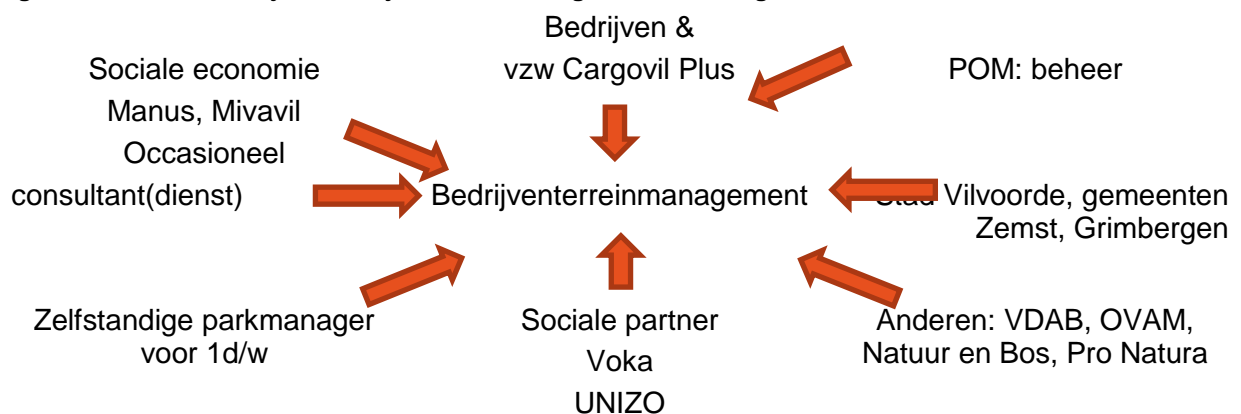 Bedrijven &
vzw Cargovil Plus
Sociale economie
Manus, Mivavil
POM: beheer
Occasioneel
consultant(dienst)
Bedrijventerreinmanagement
Stad Vilvoorde, gemeenten
Zemst, Grimbergen
Zelfstandige parkmanager
voor 1d/w
Sociale partner
Voka
UNIZO
Anderen: VDAB, OVAM,
Natuur en Bos, Pro Natura